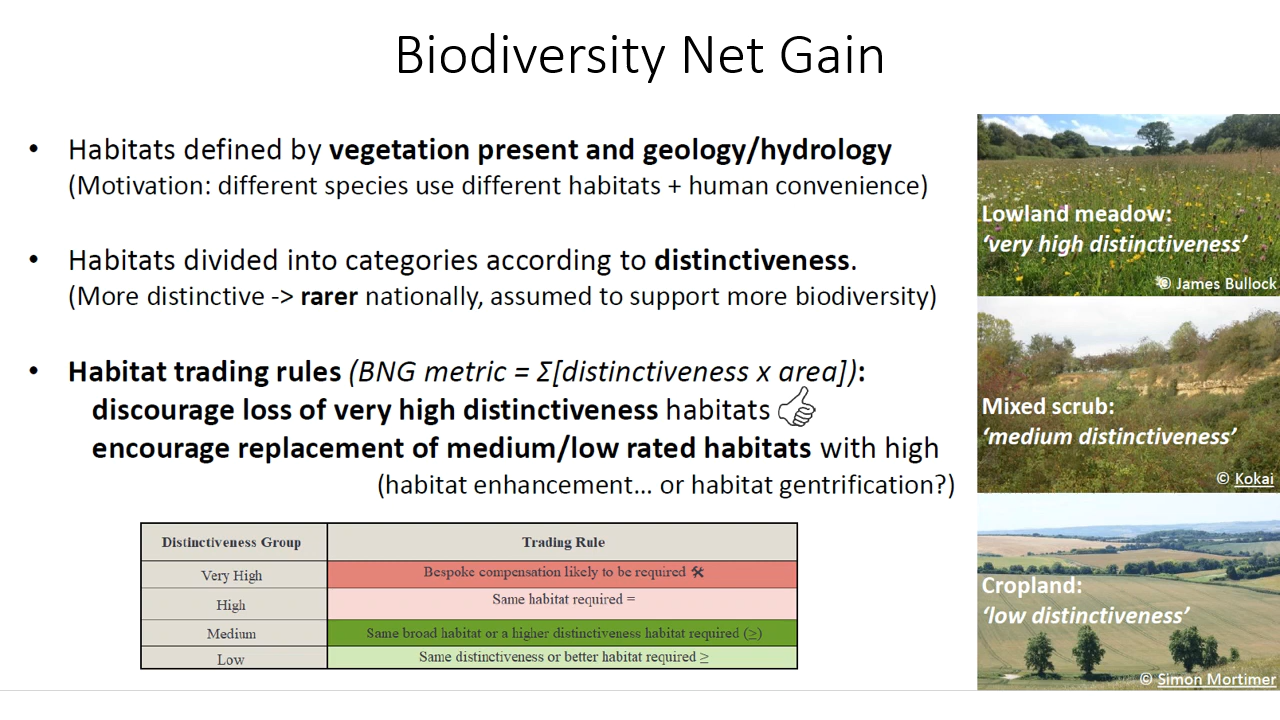 Biodiversity Net Gain
• Habitats defined by vegetation present and geology/hydrology
(Motivation: different species use different habitats + human convenience)
• Habitats divided into categories according to distinctiveness.
(More distinctive -> rarer nationally, assumed to support more biodiversity)
• Habitat trading rules (BNG metric = Σ[distinctiveness x area]):
discourage loss of very high distinctiveness habitats
encourage replacement of medium/low rated habitats with high
(habitat enhancement... or habitat gentrification?)
Distinctiveness Group Trading Rule
Very High Bespoke compensation likely to be required 🛠
High Same habitat required =
Medium Same broad habitat or a higher distinctiveness habitat required (≥)
Low Same distinctiveness or better habitat required ≥
Lowland meadow:
‘very high distinctiveness’
© James Bullock
Mixed scrub:
‘medium distinctiveness’
© Kokai
Cropland:
‘low distinctiveness’
© Simon Mortimer